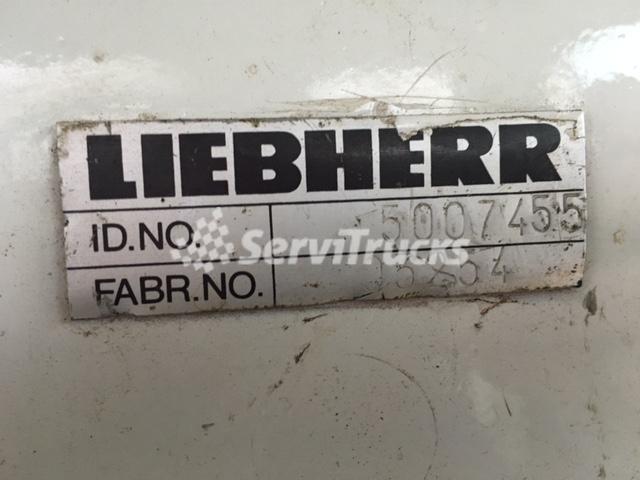 LIEBHERR
ID.NO. 5007455
ServiTrucks
FABR.NO.